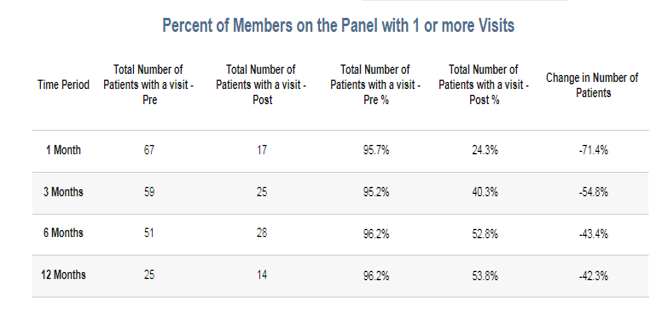 Percent of Members on the Panel with 1 or more Visits
Time Period Total Number of Patients with a visit - Pre Total Number of Patients with a visit - Post Total Number of Patients with a visit - Pre % Total Number of Patients with a visit - Post % Change in Number of Patients
1 Month 67 17 95.7% 24.3% -71.4%
3 Months 59 25 95.2% 40.3% -54.8%
6 Months 51 28 96.2% 52.8% -43.4%
12 Months 25 14 96.2% 53.8% -42.3%